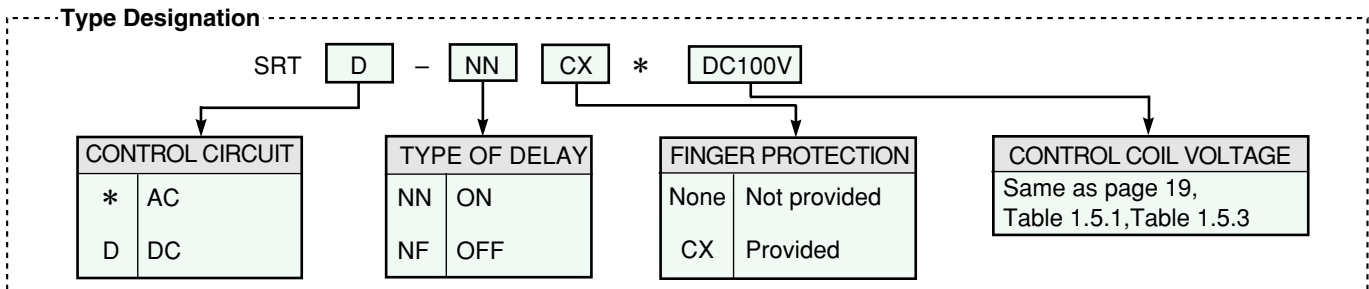 Type Designation
SRT D – NN CX * DC100V
CONTROL CIRCUIT
* AC
D DC
TYPE OF DELAY
NN ON
NF OFF
FINGER PROTECTION
None Not provided
CX Provided
CONTROL COIL VOLTAGE
Same as page 19,
Table 1.5.1,Table 1.5.3